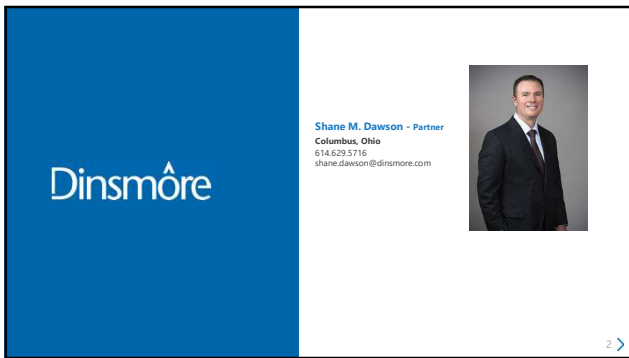 Dinsmôre
Shane M. Dawson - Partner
Columbus, Ohio
614.629.5716
shane.dawson@dinsmore.com
2